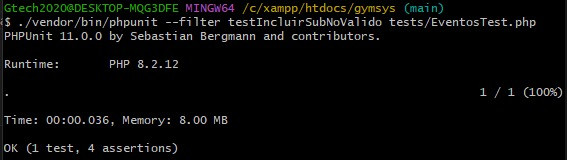 Gtech2020@DESKTOP-MQG3DFE MINGW64 /c/xampp/htdocs/gymsys (main)
$ ./vendor/bin/phpunit --filter testIncluirSubNoValido tests/EventosTest.php
PHPUnit 11.0.0 by Sebastian Bergmann and contributors.
Runtime: PHP 8.2.12
. 1 / 1 (100%)
Time: 00:00.036, Memory: 8.00 MB
OK (1 test, 4 assertions)